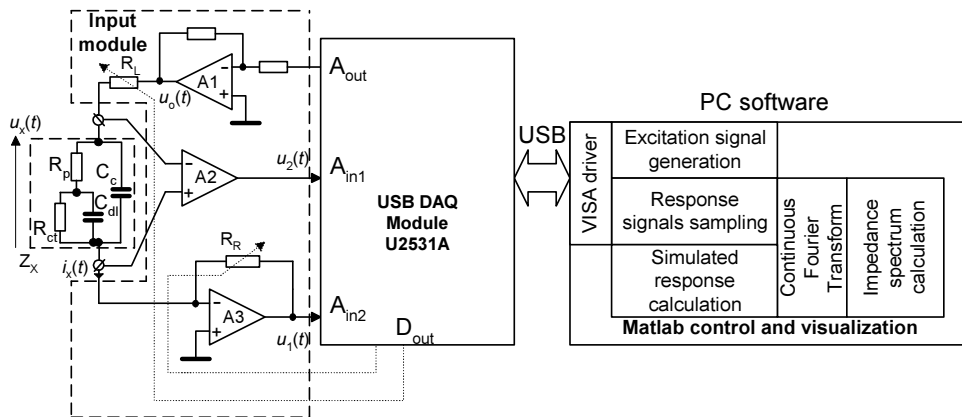 Input
module
R_L
A1
u_o(t)
A_out
u_x(t)
R_p
C_c
C_dl
R_ct
Z_X
i_x(t)
A2
u_2(t)
A_in1
USB DAQ
Module
U2531A
R_R
A3
u_1(t)
A_in2
D_out
USB
PC software
VISA driver
Excitation signal
generation
Response
signals sampling
Simulated
response
calculation
Continuous
Fourier
Transform
Impedance
spectrum
calculation
Matlab control and visualization